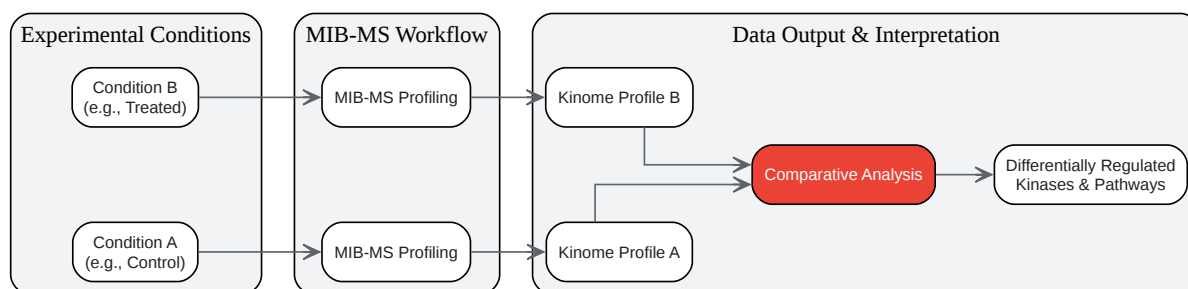 Experimental Conditions
MIB-MS Workflow
Data Output & Interpretation
Condition B
(e.g., Treated)
MIB-MS Profiling
Kinome Profile B
Comparative Analysis
Differentially Regulated
Kinases & Pathways
Condition A
(e.g., Control)
MIB-MS Profiling
Kinome Profile A